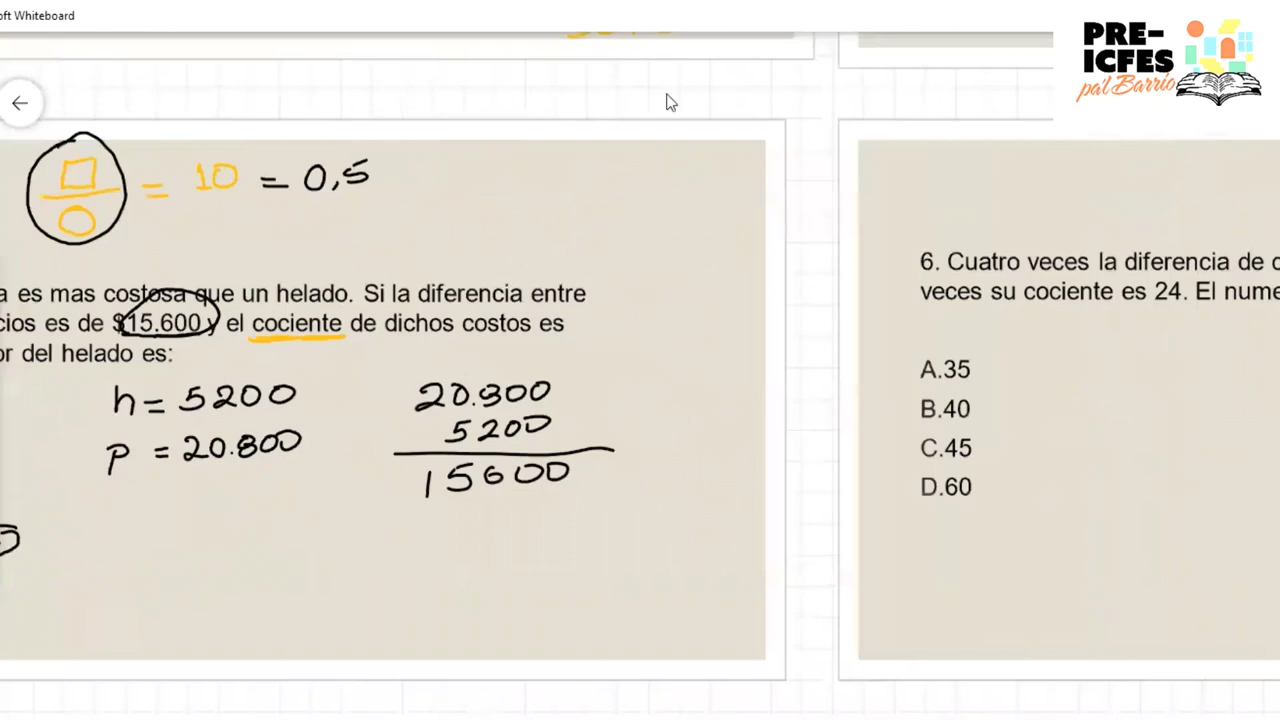 oft Whiteboard
PRE-
ICFES
pa'l Barrio
= 10 = 0,5
a es mas costosa que un helado. Si la diferencia entre
cios es de $15.600 y el cociente de dichos costos es
or del helado es:
h = 5200
p = 20.800
20.800
5200
15600
6. Cuatro veces la diferencia de d
veces su cociente es 24. El nume
A.35
B.40
C.45
D.60